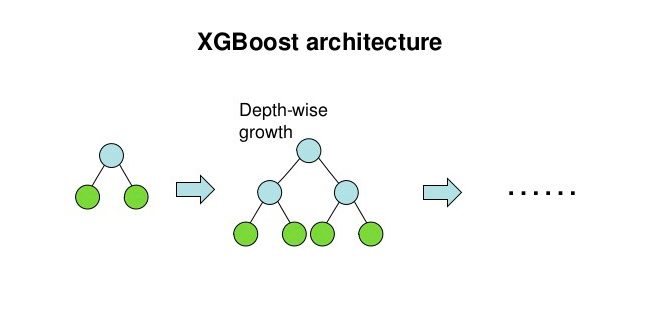 XGBoost architecture
Depth-wise
growth
......